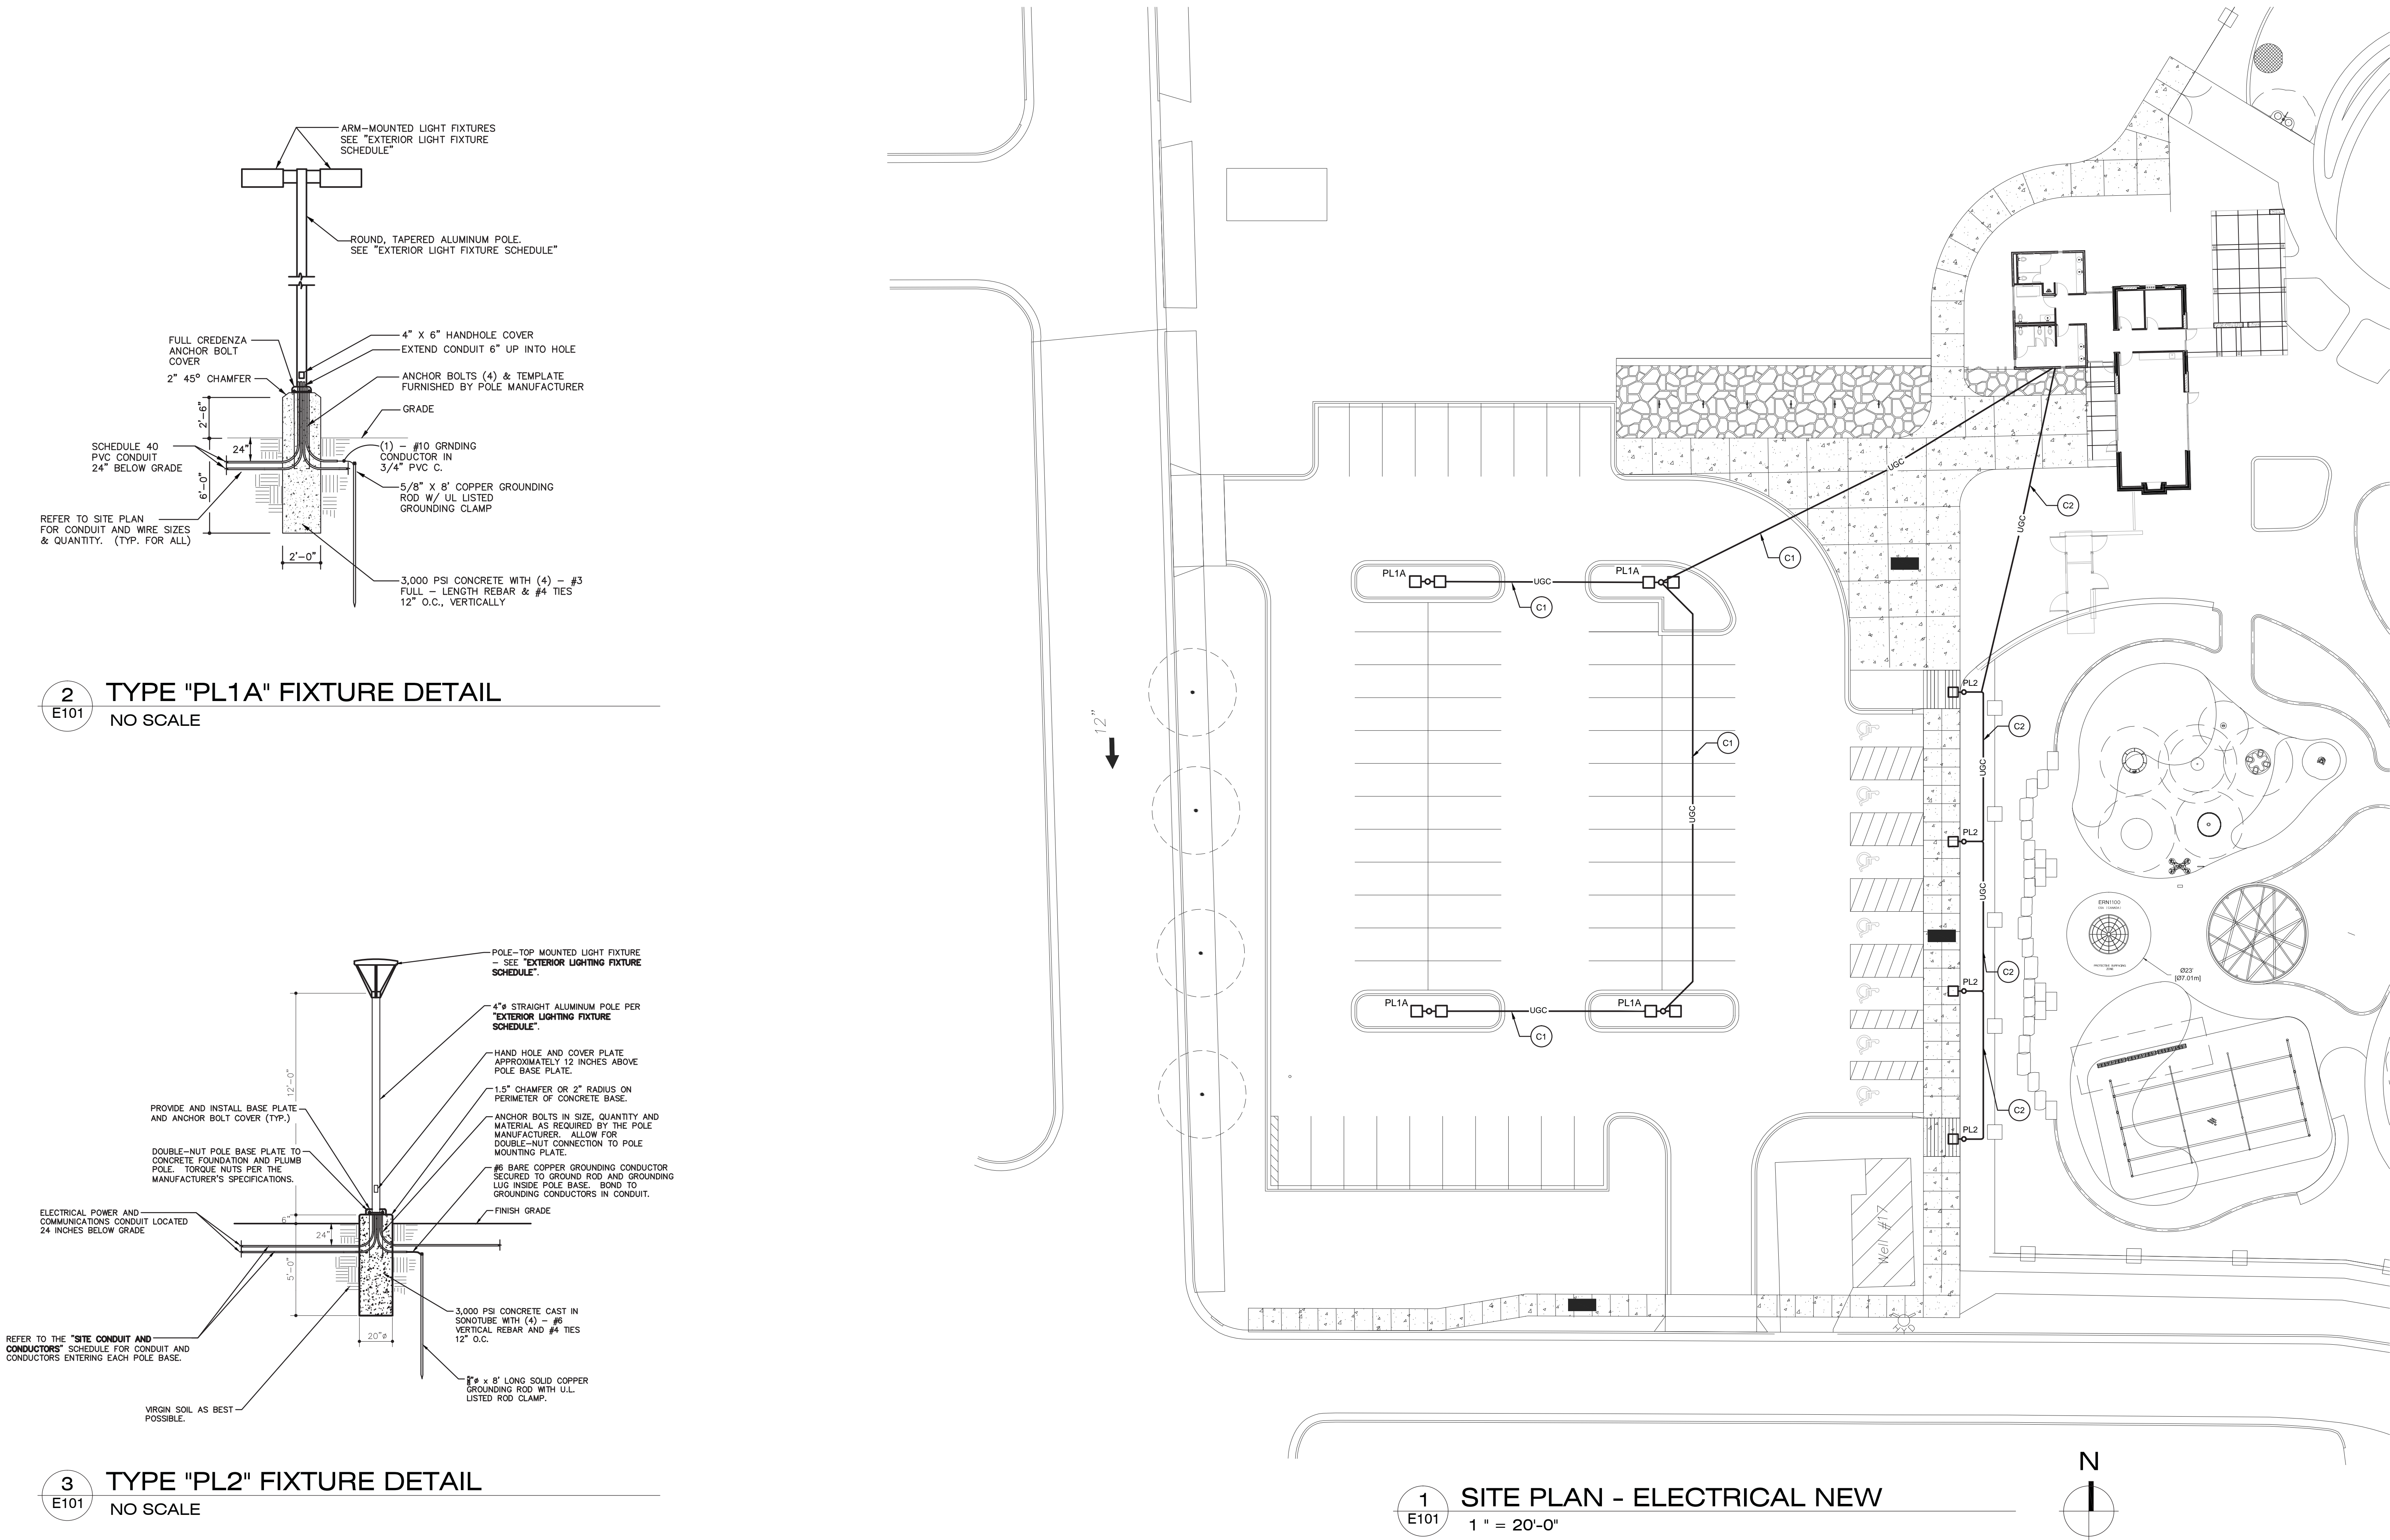 ARM-MOUNTED LIGHT FIXTURES
SEE "EXTERIOR LIGHT FIXTURE
SCHEDULE"
ROUND, TAPERED ALUMINUM POLE.
SEE "EXTERIOR LIGHT FIXTURE SCHEDULE"
FULL CREDENZA
ANCHOR BOLT
COVER
2" 45° CHAMFER
4" X 6" HANDHOLE COVER
EXTEND CONDUIT 6" UP INTO HOLE
ANCHOR BOLTS (4) & TEMPLATE
FURNISHED BY POLE MANUFACTURER
GRADE
2'-6"
24"
6'-0"
SCHEDULE 40
PVC CONDUIT
24" BELOW GRADE
(1) - #10 GRNDING
CONDUCTOR IN
3/4" PVC C.
5/8" X 8' COPPER GROUNDING
ROD W/ UL LISTED
GROUNDING CLAMP
REFER TO SITE PLAN
FOR CONDUIT AND WIRE SIZES
& QUANTITY. (TYP. FOR ALL)
2'-0"
3,000 PSI CONCRETE WITH (4) - #3
FULL - LENGTH REBAR & #4 TIES
12" O.C., VERTICALLY
2
E101
TYPE "PL1A" FIXTURE DETAIL
NO SCALE
POLE-TOP MOUNTED LIGHT FIXTURE
- SEE "EXTERIOR LIGHTING FIXTURE
SCHEDULE".
4"ø STRAIGHT ALUMINUM POLE PER
"EXTERIOR LIGHTING FIXTURE
SCHEDULE".
HAND HOLE AND COVER PLATE
APPROXIMATELY 12 INCHES ABOVE
POLE BASE PLATE.
12'-0"
1.5" CHAMFER OR 2" RADIUS ON
PERIMETER OF CONCRETE BASE.
PROVIDE AND INSTALL BASE PLATE
AND ANCHOR BOLT COVER (TYP.)
ANCHOR BOLTS IN SIZE, QUANTITY AND
MATERIAL AS REQUIRED BY THE POLE
MANUFACTURER. ALLOW FOR
DOUBLE-NUT CONNECTION TO POLE
MOUNTING PLATE.
DOUBLE-NUT POLE BASE PLATE TO
CONCRETE FOUNDATION AND PLUMB
POLE. TORQUE NUTS PER THE
MANUFACTURER'S SPECIFICATIONS.
#6 BARE COPPER GROUNDING CONDUCTOR
SECURED TO GROUND ROD AND GROUNDING
LUG INSIDE POLE BASE. BOND TO
GROUNDING CONDUCTORS IN CONDUIT.
ELECTRICAL POWER AND
COMMUNICATIONS CONDUIT LOCATED
24 INCHES BELOW GRADE
FINISH GRADE
6"
24"
5'-0"
20"ø
3,000 PSI CONCRETE CAST IN
SONOTUBE WITH (4) - #6
VERTICAL REBAR AND #4 TIES
12" O.C.
REFER TO THE "SITE CONDUIT AND
CONDUCTORS" SCHEDULE FOR CONDUIT AND
CONDUCTORS ENTERING EACH POLE BASE.
"ø x 8' LONG SOLID COPPER
GROUNDING ROD WITH U.L.
LISTED ROD CLAMP.
VIRGIN SOIL AS BEST
POSSIBLE.
3
E101
TYPE "PL2" FIXTURE DETAIL
NO SCALE
12"
UGC
C2
UGC
C1
PL1A
UGC
C1
PL1A
PL2
C2
C1
UGC
UGC
PL2
UGC
C2
PL2
PL1A
UGC
C1
PL1A
C2
PL2
ERN1100
Ø23'
[Ø7.01m]
Well #17
HYD
1
E101
SITE PLAN - ELECTRICAL NEW
1 " = 20'-0"
N